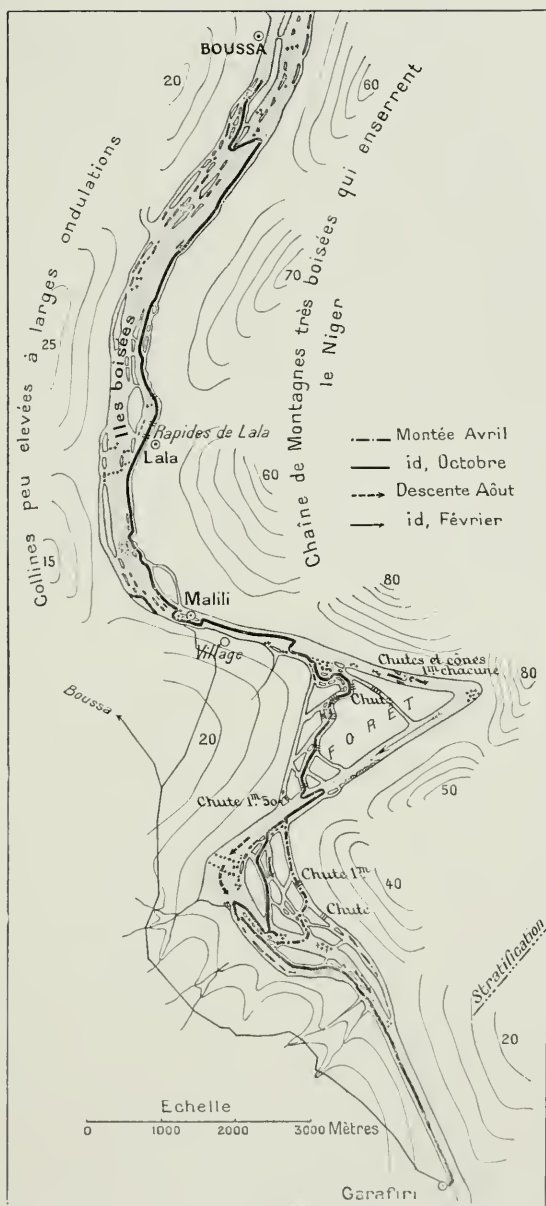 BOUSSA
20
60
Collines peu elevées à larges ondulations
25
15
Iles boisées
Chaîne de Montagnes très boisées qui enserrent
le Niger
70
Rapides de Lala
Lala
60
Montée Avril
id, Octobre
Descente Aôut
id, Février
Malili
Village
80
Chutes et cônes
1m chacune
80
Boussa
20
Chute
FORET
Chute 1m.50
50
Chute 1m
40
Chute
Stratification
20
Echelle
0 1000 2000 3000 Mètres
Garafiri